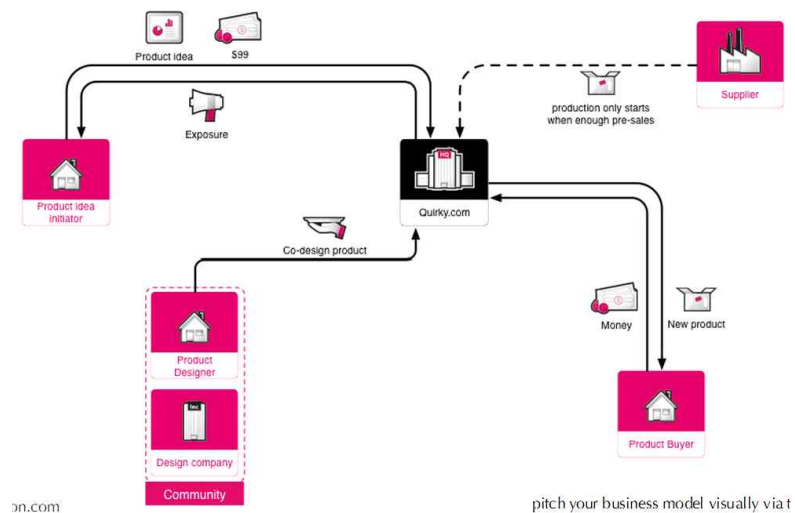 Product idea
$99
Exposure
Product idea
initiator
HQ
Quirky.com
production only starts
when enough pre-sales
Supplier
Co-design product
Product
Designer
inc
Design company
Community
Money
New product
Product Buyer
on.com
pitch your business model visually via t